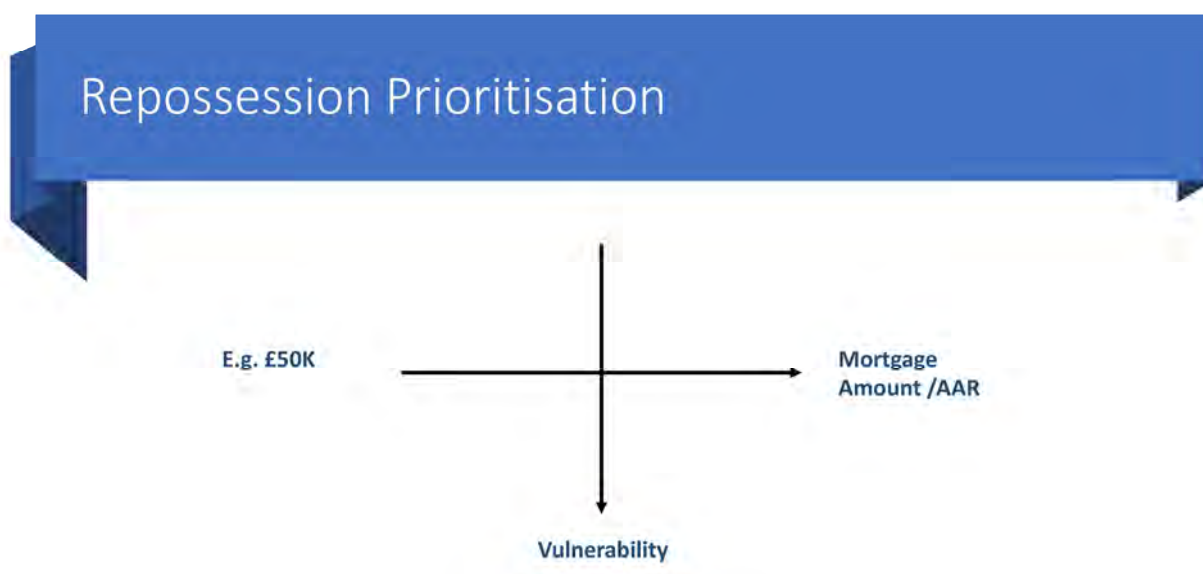 Repossession Prioritisation
E.g. £50K
Mortgage
Amount /AAR
Vulnerability